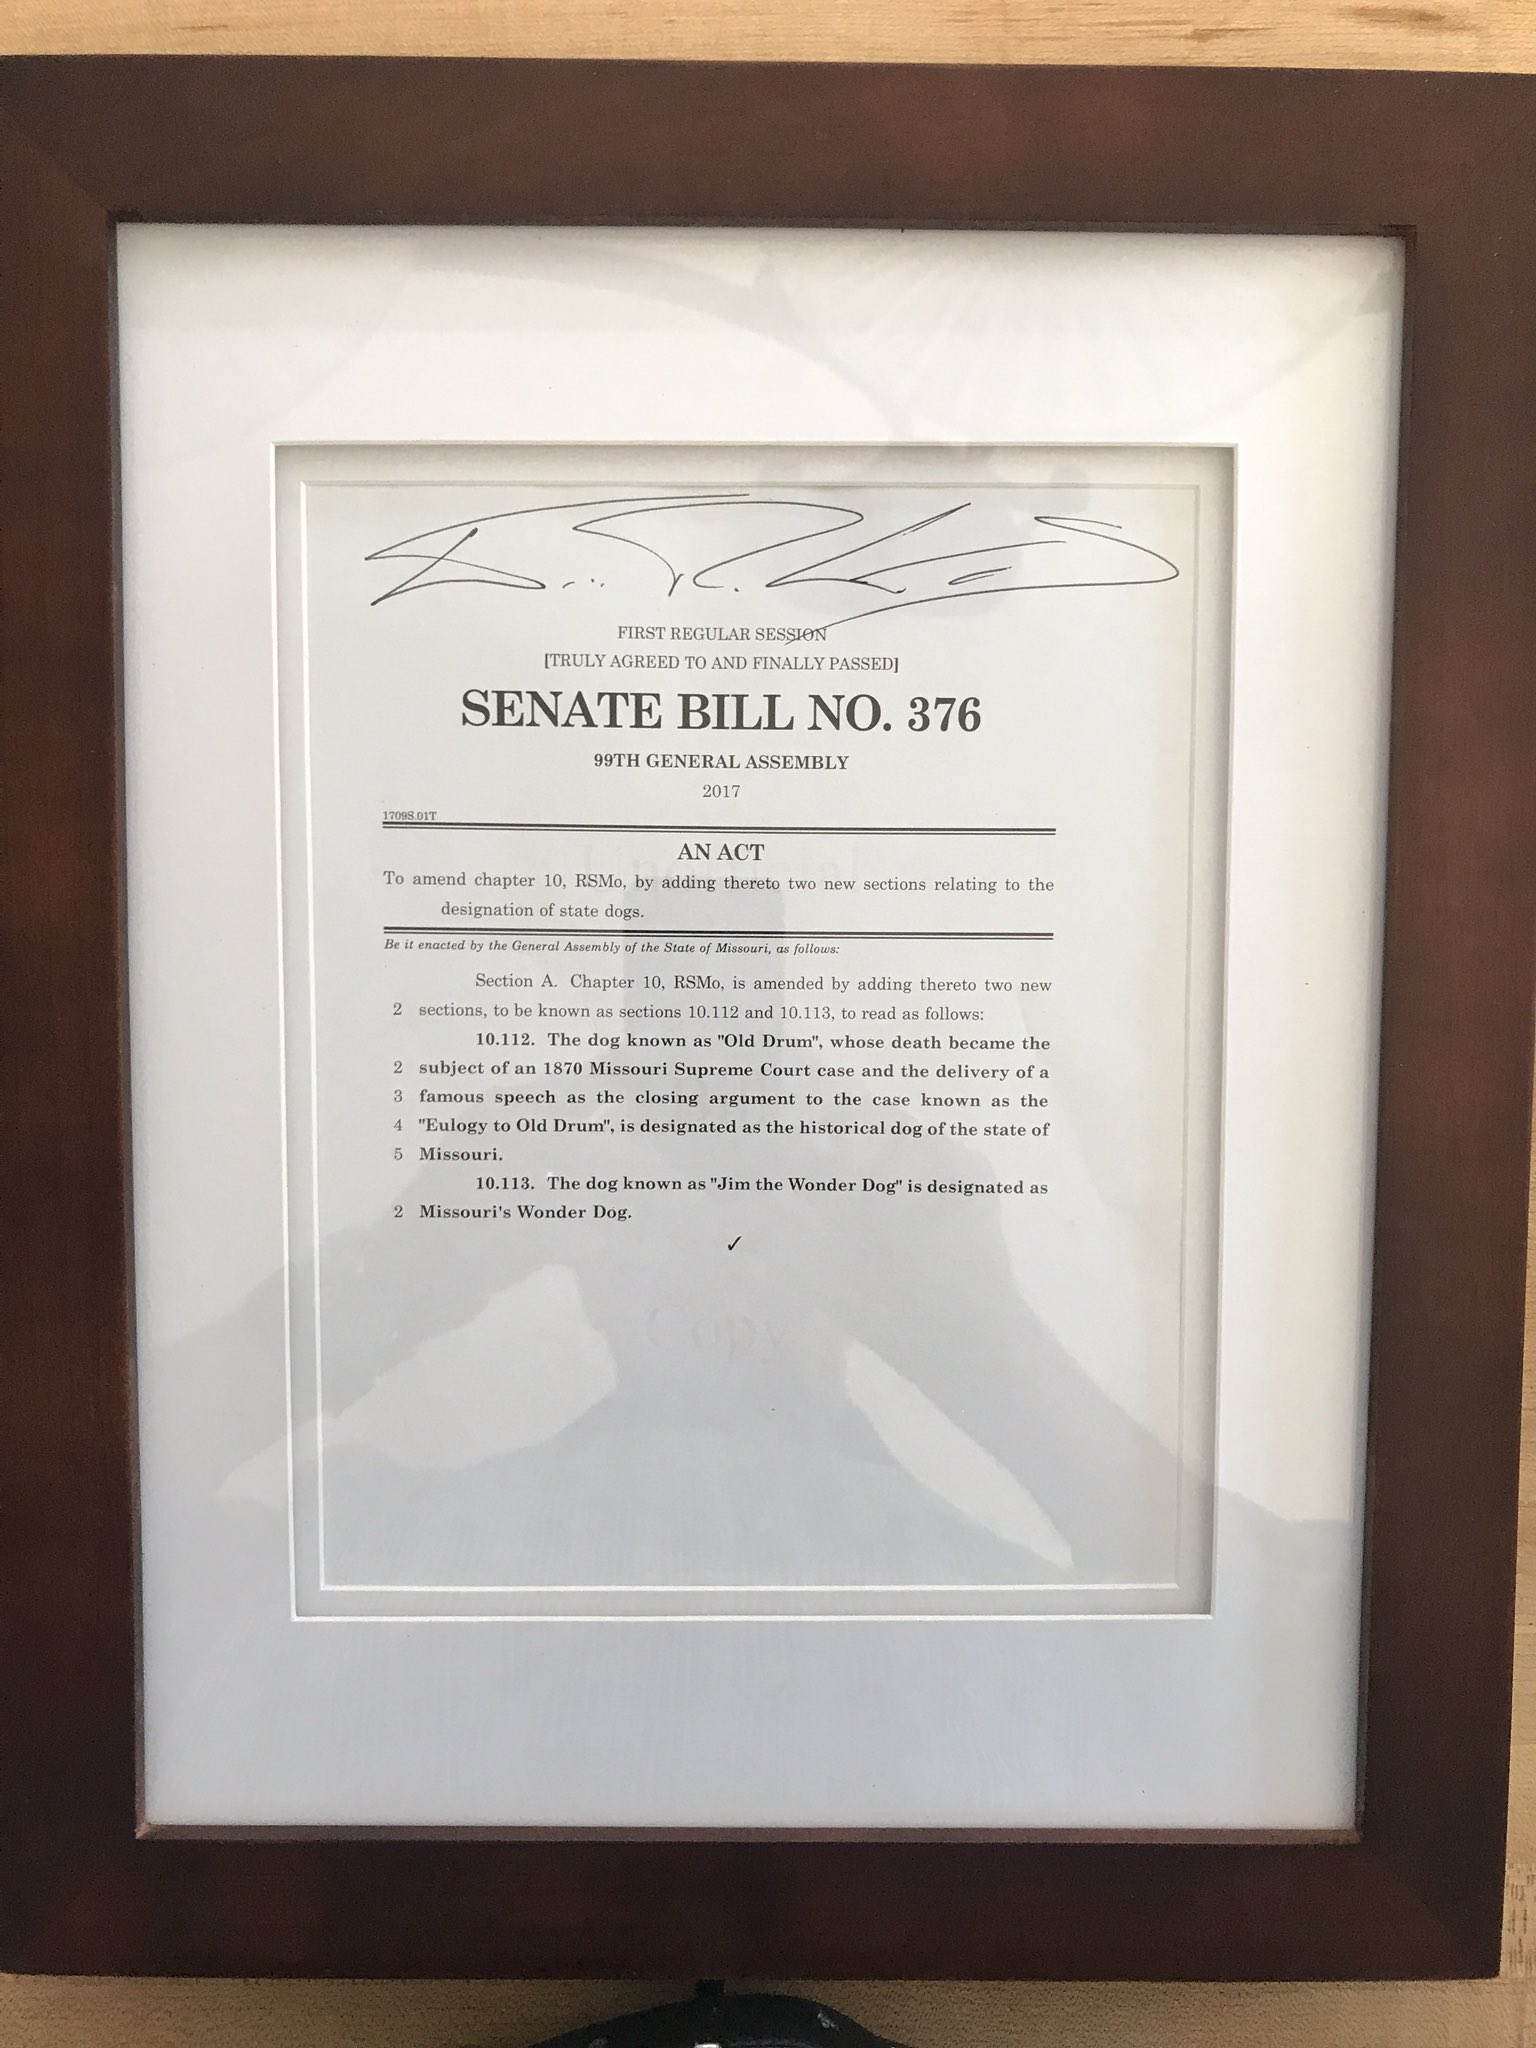 FIRST REGULAR SESSION
[TRULY AGREED TO AND FINALLY PASSED]
SENATE BILL NO. 376
99TH GENERAL ASSEMBLY
2017
1709S.01T
AN ACT
To amend chapter 10, RSMo, by adding thereto two new sections relating to the
designation of state dogs.
Be it enacted by the General Assembly of the State of Missouri, as follows:
Section A. Chapter 10, RSMo, is amended by adding thereto two new
2 sections, to be known as sections 10.112 and 10.113, to read as follows:
10.112. The dog known as "Old Drum", whose death became the
2 subject of an 1870 Missouri Supreme Court case and the delivery of a
3 famous speech as the closing argument to the case known as the
4 "Eulogy to Old Drum", is designated as the historical dog of the state of
5 Missouri.
10.113. The dog known as "Jim the Wonder Dog" is designated as
2 Missouri's Wonder Dog.
✓
Copy